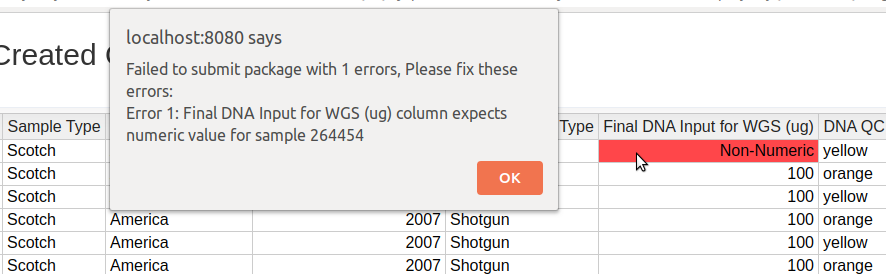 Created
localhost:8080 says
Failed to submit package with 1 errors, Please fix these
errors:
Error 1: Final DNA Input for WGS (ug) column expects
numeric value for sample 264454
OK
Sample Type Type Final DNA Input for WGS (ug) DNA QC
Scotch Non-Numeric yellow
Scotch 100 orange
Scotch 100 yellow
Scotch America 2007 Shotgun 100 orange
Scotch America 2007 Shotgun 100 yellow
Scotch America 2007 Shotgun 100 orange